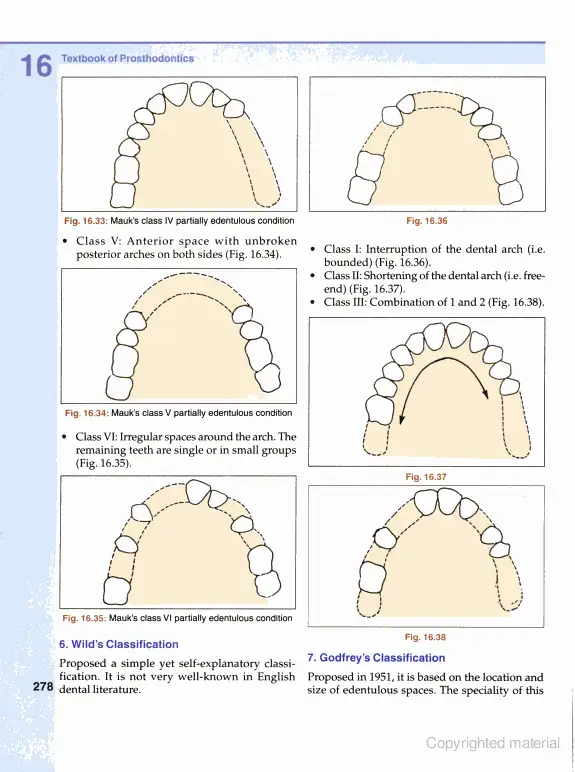 16
Textbook of Prosthodontics
Fig. 16.33: Mauk's class IV partially edentulous condition
• Class V: Anterior space with unbroken
posterior arches on both sides (Fig. 16.34).
Fig. 16.34: Mauk's class V partially edentulous condition
• Class VI: Irregular spaces around the arch. The
remaining teeth are single or in small groups
(Fig. 16.35).
Fig. 16.35: Mauk's class VI partially edentulous condition
6. Wild's Classification
Proposed a simple yet self-explanatory classi-
fication. It is not very well-known in English
dental literature.
278
Fig. 16.36
• Class I: Interruption of the dental arch (i.e.
bounded) (Fig. 16.36).
• Class II: Shortening of the dental arch (i.e. free-
end) (Fig. 16.37).
• Class III: Combination of 1 and 2 (Fig. 16.38).
Fig. 16.37
Fig. 16.38
7. Godfrey's Classification
Proposed in 1951, it is based on the location and
size of edentulous spaces. The speciality of this
Copyrighted material